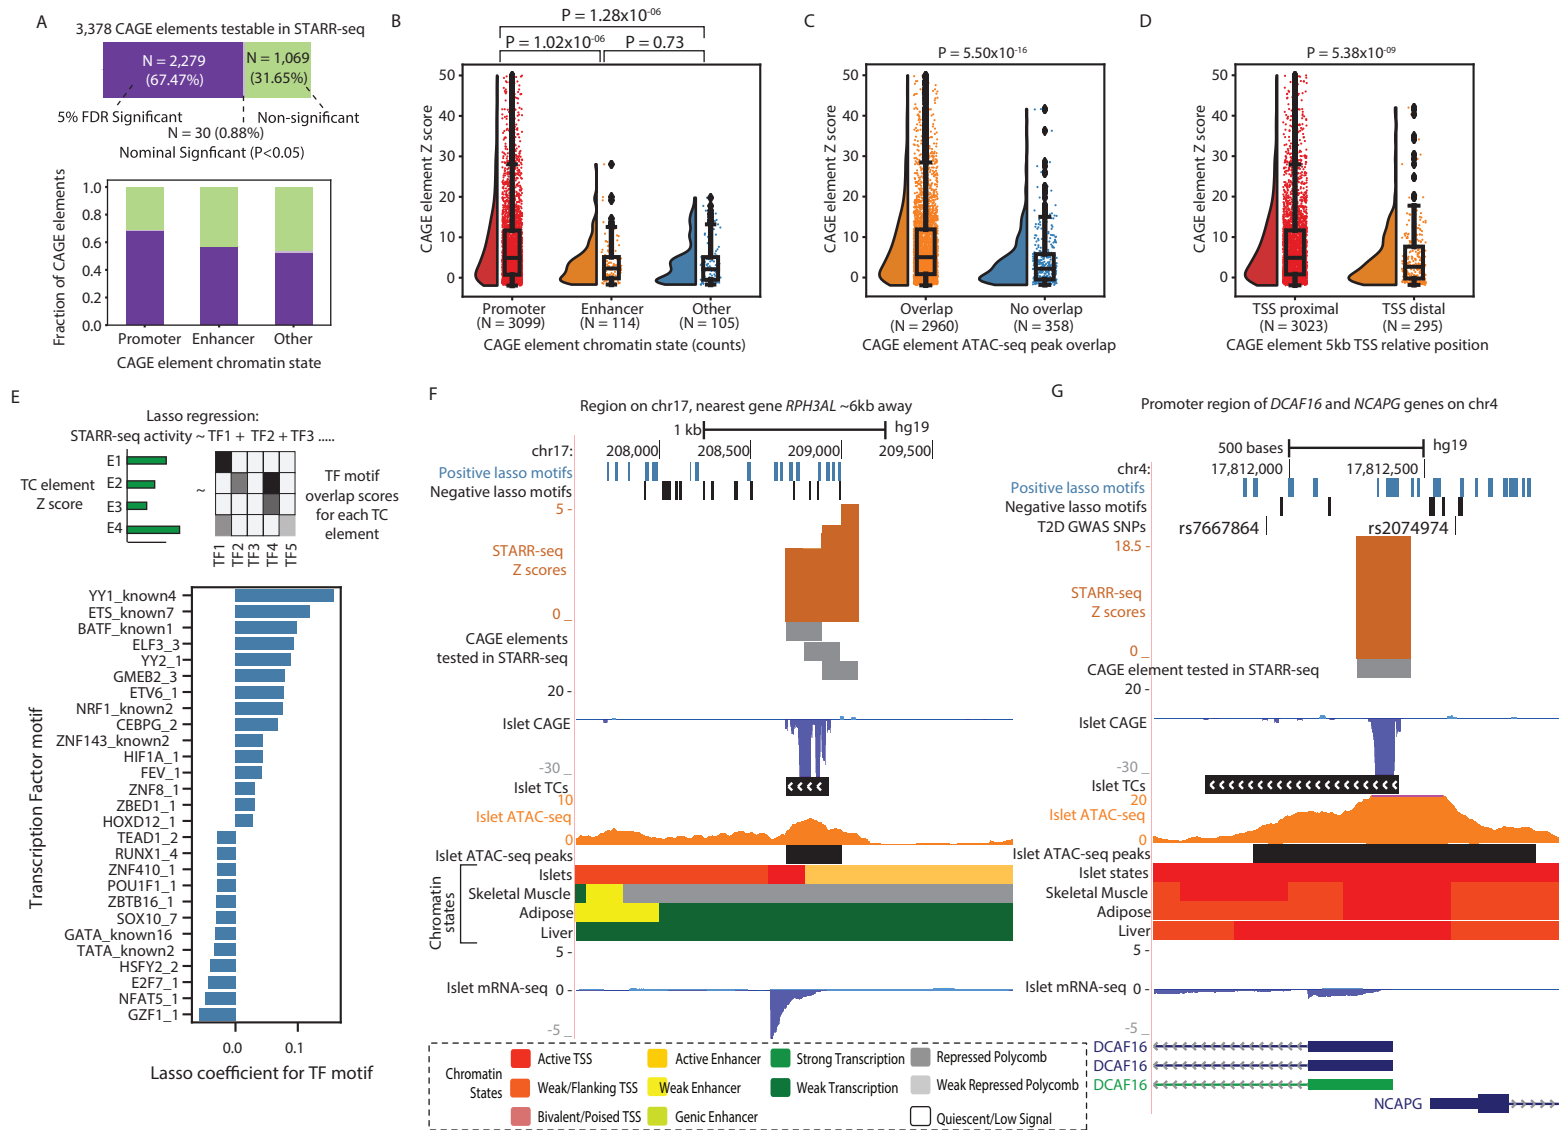 A
3,378 CAGE elements testable in STARR-seq
N = 2,279
(67.47%)
N = 1,069
(31.65%)
5% FDR Significant
Non-significant
N = 30 (0.88%)
Nominal Signficant (P<0.05)
Fraction of CAGE elements
1.0
0.8
0.6
0.4
0.2
0.0
Promoter
Enhancer
Other
CAGE element chromatin state
B
P = 1.28x10-06
P = 1.02x10-06
P = 0.73
CAGE element Z score
50
40
30
20
10
0
Promoter
(N = 3099)
Enhancer
(N = 114)
Other
(N = 105)
CAGE element chromatin state (counts)
C
P = 5.50x10-16
CAGE element Z score
50
40
30
20
10
0
Overlap
(N = 2960)
No overlap
(N = 358)
CAGE element ATAC-seq peak overlap
D
P = 5.38x10-09
CAGE element Z score
50
40
30
20
10
0
TSS proximal
(N = 3023)
TSS distal
(N = 295)
CAGE element 5kb TSS relative position
E
Lasso regression:
STARR-seq activity ~ TF1 + TF2 + TF3 .....
TC element
Z score
E1
E2
E3
E4
~
TF1
TF2
TF3
TF4
TF5
TF motif
overlap scores
for each TC
element
Transcription Factor motif
YY1_known4
ETS_known7
BATF_known1
ELF3_3
YY2_1
GMEB2_3
ETV6_1
NRF1_known2
CEBPG_2
ZNF143_known2
HIF1A_1
FEV_1
ZNF8_1
ZBED1_1
HOXD12_1
TEAD1_2
RUNX1_4
ZNF410_1
POU1F1_1
ZBTB16_1
SOX10_7
GATA_known16
TATA_known2
HSFY2_2
E2F7_1
NFAT5_1
GZF1_1
0.0
0.1
Lasso coefficient for TF motif
F
Region on chr17, nearest gene RPH3AL ~6kb away
1 kb
hg19
chr17:
208,000
208,500
209,000
209,500
Positive lasso motifs
Negative lasso motifs
5 -
STARR-seq
Z scores
0 _
CAGE elements
tested in STARR-seq
20 -
Islet CAGE
-30 _
Islet TCs
10
Islet ATAC-seq
0
Islet ATAC-seq peaks
Chromatin
states
Islets
Skeletal Muscle
Adipose
Liver
5 -
Islet mRNA-seq
0 -
-5 _
G
Promoter region of DCAF16 and NCAPG genes on chr4
500 bases
hg19
chr4:
17,812,000
17,812,500
Positive lasso motifs
Negative lasso motifs
T2D GWAS SNPs
rs7667864
rs2074974
18.5 -
STARR-seq
Z scores
0 _
CAGE element tested in STARR-seq
20 -
Islet CAGE
-30 _
Islet TCs
20
Islet ATAC-seq
0
Islet ATAC-seq peaks
Islet states
Skeletal Muscle
Adipose
Liver
5 -
Islet mRNA-seq
0 -
-5 _
DCAF16
DCAF16
DCAF16
NCAPG
Chromatin
States
Active TSS
Weak/Flanking TSS
Bivalent/Poised TSS
Active Enhancer
Weak Enhancer
Genic Enhancer
Strong Transcription
Weak Transcription
Repressed Polycomb
Weak Repressed Polycomb
Quiescent/Low Signal